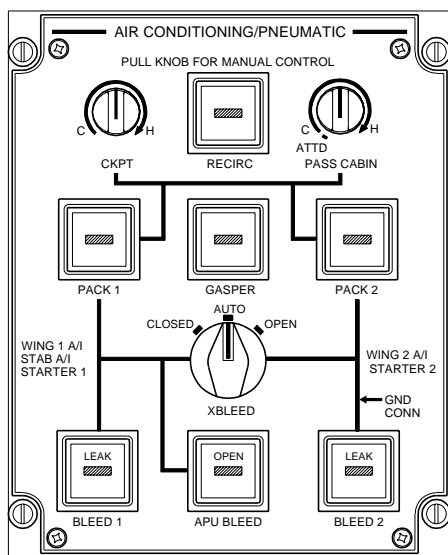 AIR CONDITIONING/PNEUMATIC
PULL KNOB FOR MANUAL CONTROL
C H
C H
ATTD
CKPT
RECIRC
PASS CABIN
PACK 1
GASPER
PACK 2
AUTO
CLOSED
OPEN
WING 1 A/I
STAB A/I
STARTER 1
WING 2 A/I
STARTER 2
XBLEED
GND
CONN
LEAK
OPEN
LEAK
BLEED 1
APU BLEED
BLEED 2